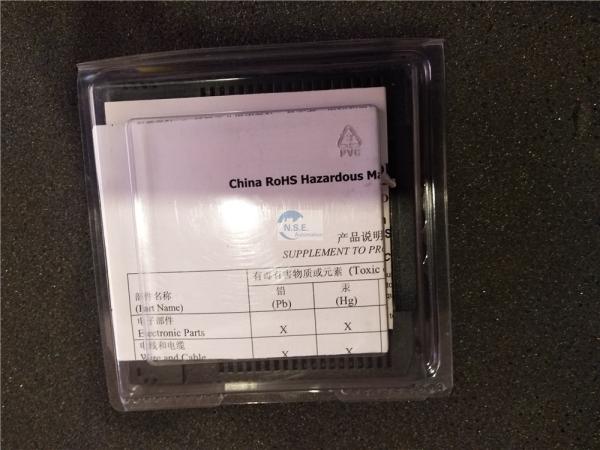 PVC
China RoHS Hazardous Ma
N.S.E.
Automation
产品说明
SUPPLEMENT TO PRO
有毒有害物质或元素 (Toxic
部件名称 铅 汞
(Part Name) (Pb) (Hg)
电子部件
Electronic Parts X X
电线和电缆
Wire and Cable X X